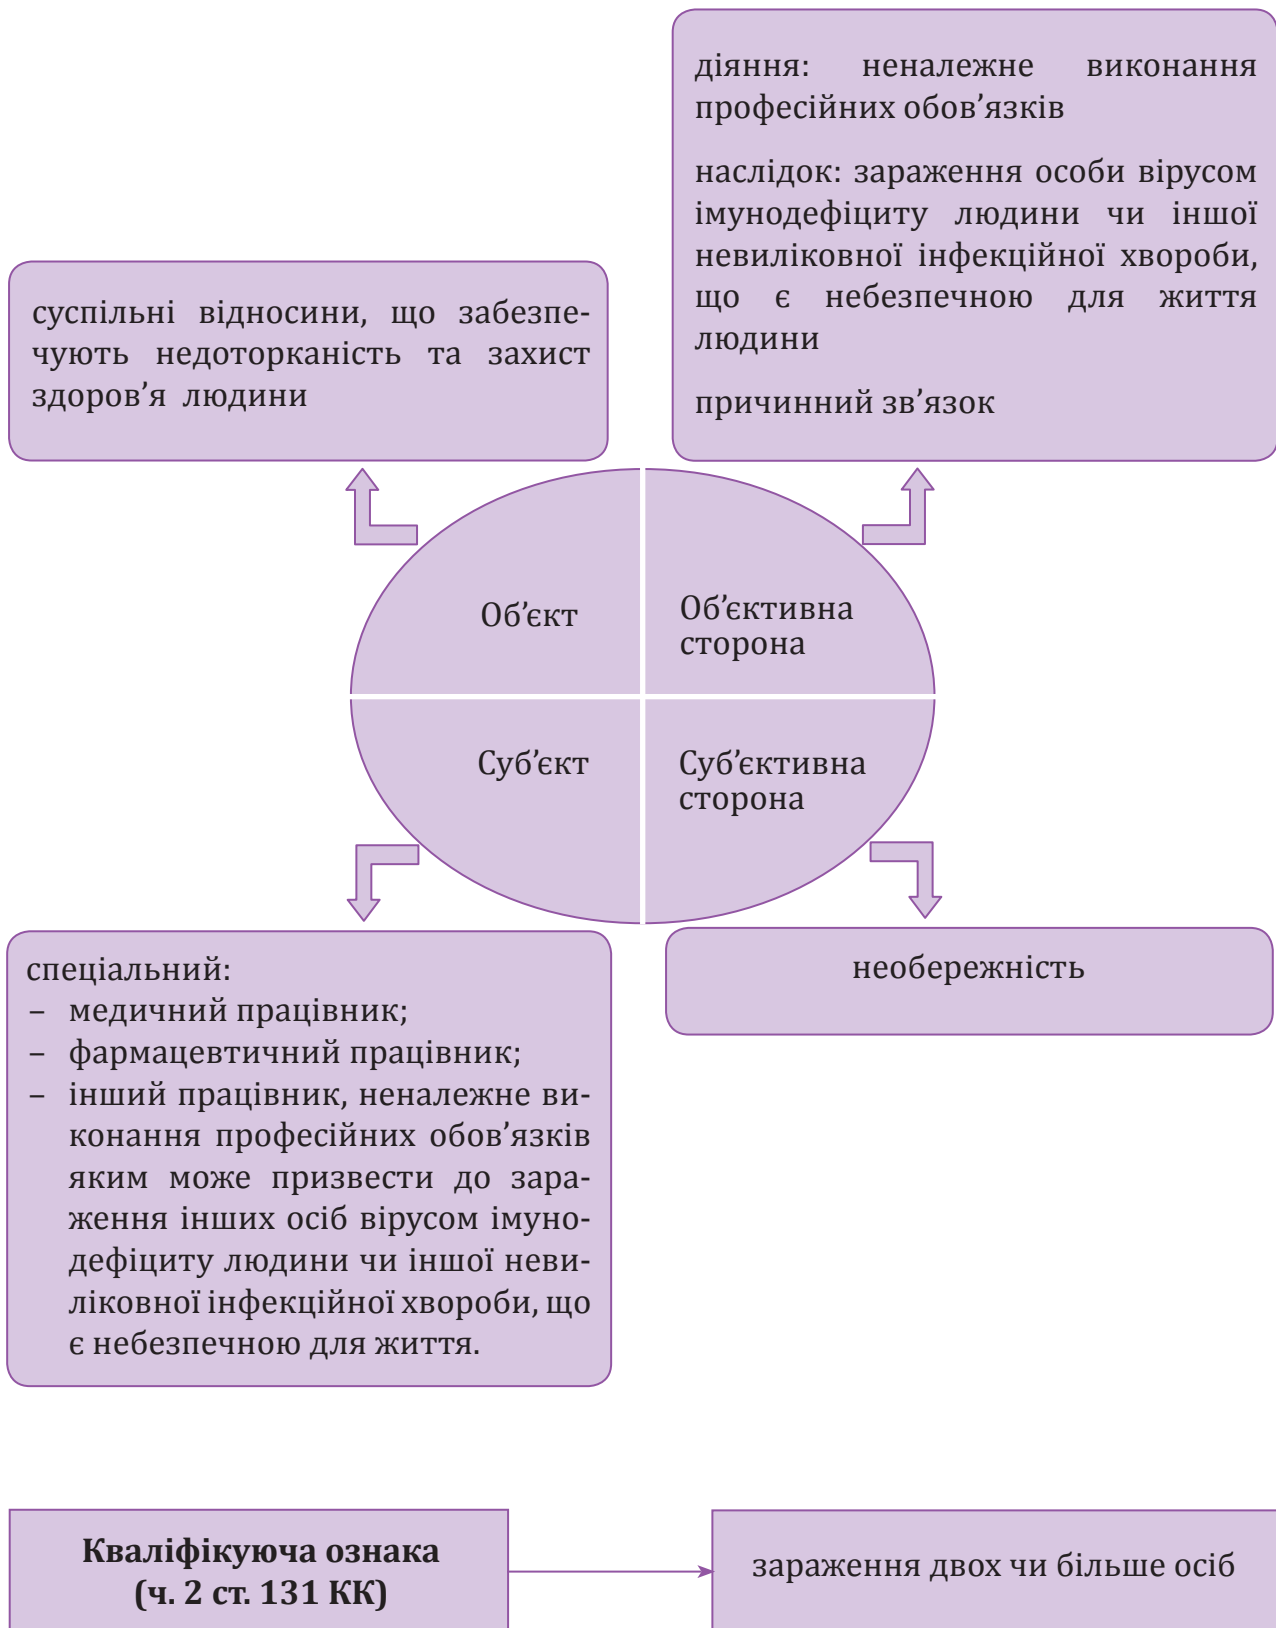 діяння: неналежне виконання
професійних обов’язків
наслідок: зараження особи вірусом
імунодефіциту людини чи іншої
невиліковної інфекційної хвороби,
що є небезпечною для життя
людини
причинний зв’язок
суспільні відносини, що забезпе-
чують недоторканість та захист
здоров’я людини
Об’єкт
Об’єктивна
сторона
Суб’єкт
Суб’єктивна
сторона
спеціальний:
– медичний працівник;
– фармацевтичний працівник;
– інший працівник, неналежне ви-
конання професійних обов’язків
яким може призвести до зара-
ження інших осіб вірусом імуно-
дефіциту людини чи іншої неви-
ліковної інфекційної хвороби, що
є небезпечною для життя.
необережність
Кваліфікуюча ознака
(ч. 2 ст. 131 КК)
зараження двох чи більше осіб